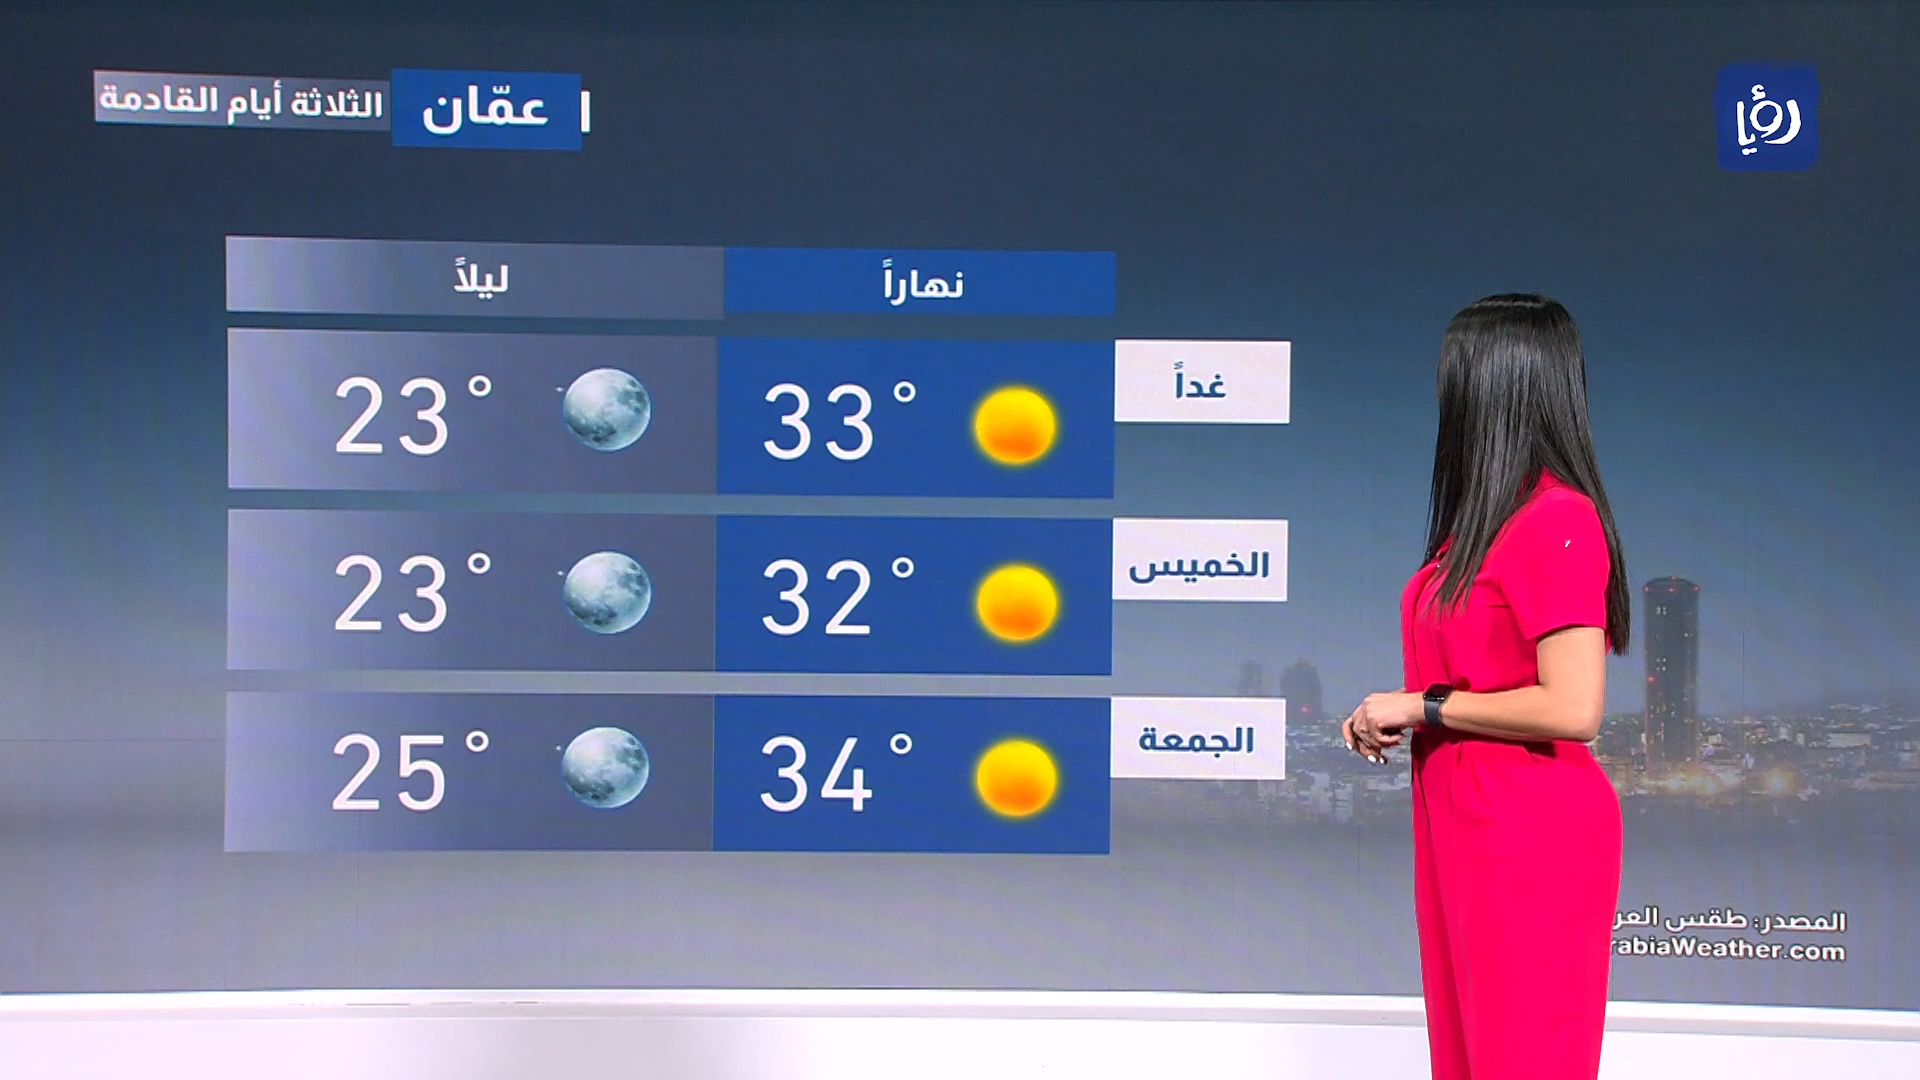 عمّان
الثلاثة أيام القادمة
رؤيا
نهاراً ليلاً
غداً 33° 23°
الخميس 32° 23°
الجمعة 34° 25°
المصدر: طقس
rabiaWeather.com